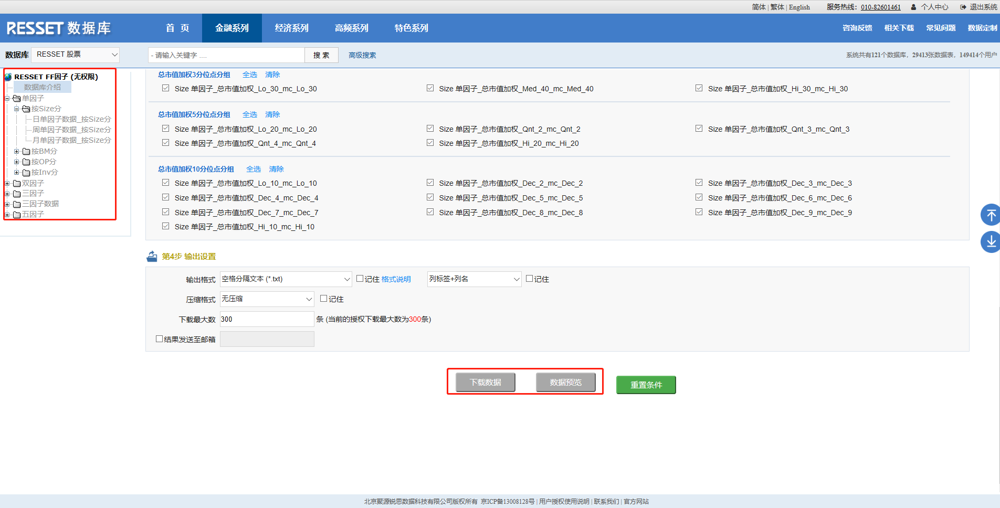 简体 | 繁体 | English 服务热线：010-82601461 个人中心 退出系统
RESSET 数据库 首 页 金融系列 经济系列 高频系列 特色系列 咨询反馈 相关下载 常见问题 数据定制
数据库 RESSET 股票 - 请输入关键字 .... 搜 索 高级搜索 系统共有121个数据库，29413张数据表，149414个用户
RESSET FF因子 (无权限)
数据库介绍
单因子
按Size分
日单因子数据_按Size分
周单因子数据_按Size分
月单因子数据_按Size分
按BM分
按OP分
按Inv分
双因子
三因子
三因子数据
五因子
总市值加权3分位点分组 全选 清除
Size 单因子_总市值加权_Lo_30_mc_Lo_30 Size 单因子_总市值加权_Med_40_mc_Med_40 Size 单因子_总市值加权_Hi_30_mc_Hi_30
总市值加权5分位点分组 全选 清除
Size 单因子_总市值加权_Lo_20_mc_Lo_20 Size 单因子_总市值加权_Qnt_2_mc_Qnt_2 Size 单因子_总市值加权_Qnt_3_mc_Qnt_3
Size 单因子_总市值加权_Qnt_4_mc_Qnt_4 Size 单因子_总市值加权_Hi_20_mc_Hi_20
总市值加权10分位点分组 全选 清除
Size 单因子_总市值加权_Lo_10_mc_Lo_10 Size 单因子_总市值加权_Dec_2_mc_Dec_2 Size 单因子_总市值加权_Dec_3_mc_Dec_3
Size 单因子_总市值加权_Dec_4_mc_Dec_4 Size 单因子_总市值加权_Dec_5_mc_Dec_5 Size 单因子_总市值加权_Dec_6_mc_Dec_6
Size 单因子_总市值加权_Dec_7_mc_Dec_7 Size 单因子_总市值加权_Dec_8_mc_Dec_8 Size 单因子_总市值加权_Dec_9_mc_Dec_9
Size 单因子_总市值加权_Hi_10_mc_Hi_10
第4步 输出设置
输出格式 空格分隔文本 (*.txt) 记住 格式说明 列标签+列名 记住
压缩格式 无压缩 记住
下载最大数 300 条 (当前的授权下载最大数为300条)
结果发送至邮箱
下载数据 数据预览 重置条件
北京聚源锐思数据科技有限公司版权所有 京ICP备13008128号 | 用户授权使用说明 | 联系我们 | 官方网站